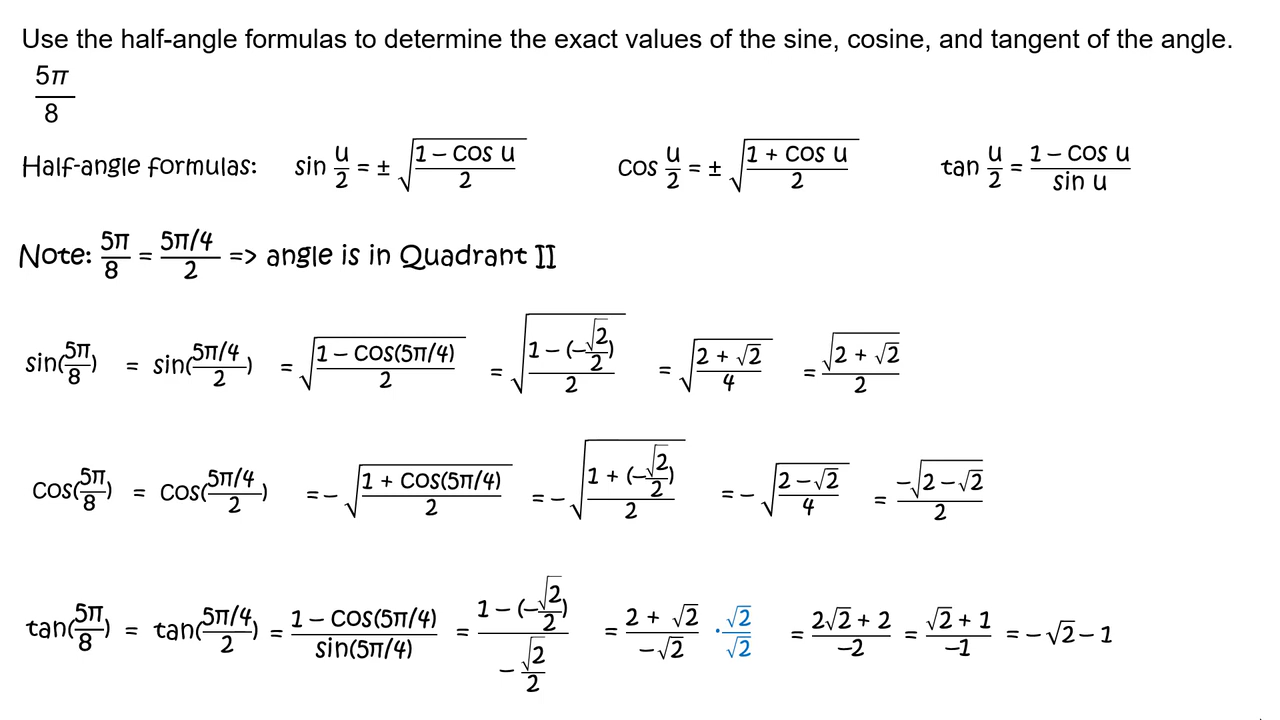 Use the half-angle formulas to determine the exact values of the sine, cosine, and tangent of the angle.
5π/8
Half-angle formulas: sin u/2 = ± √((1 – cos u)/2) cos u/2 = ± √((1 + cos u)/2) tan u/2 = (1 – cos u)/(sin u)
Note: 5π/8 = (5π/4)/2 => angle is in Quadrant II
sin(5π/8) = sin((5π/4)/2) = √((1 – cos(5π/4))/2) = √((1 – (–√2/2))/2) = √((2 + √2)/4) = √(2 + √2)/2
cos(5π/8) = cos((5π/4)/2) = – √((1 + cos(5π/4))/2) = – √((1 + (–√2/2))/2) = – √((2 – √2)/4) = –√(2 – √2)/2
tan(5π/8) = tan((5π/4)/2) = (1 – cos(5π/4))/(sin(5π/4)) = (1 – (–√2/2))/(–√2/2) = (2 + √2)/(–√2) · √2/√2 = (2√2 + 2)/(–2) = (√2 + 1)/(–1) = – √2 – 1